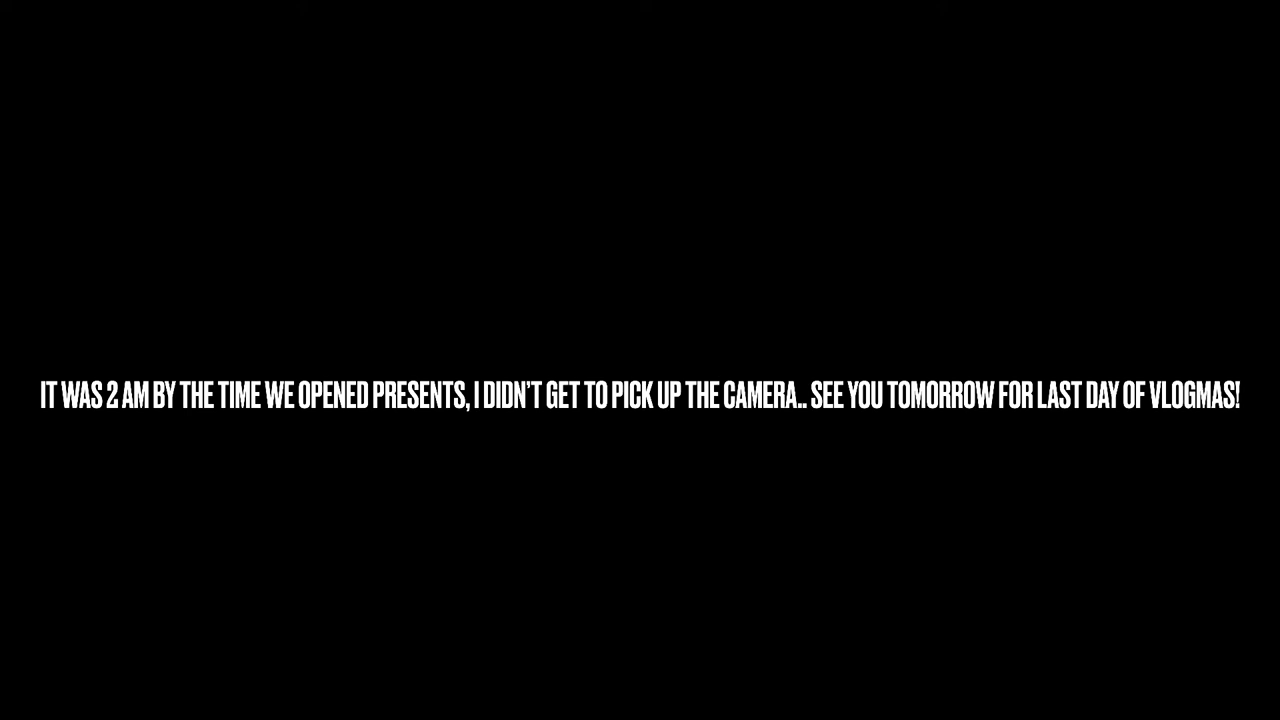 IT WAS 2 AM BY THE TIME WE OPENED PRESENTS, I DIDN'T GET TO PICK UP THE CAMERA.. SEE YOU TOMORROW FOR LAST DAY OF VLOGMAS!